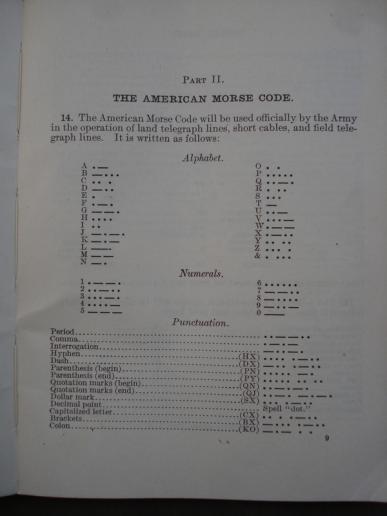 PART II.
THE AMERICAN MORSE CODE.
14. The American Morse Code will be used officially by the Army
in the operation of land telegraph lines, short cables, and field tele-
graph lines. It is written as follows:
Alphabet.
A
B
C
D
E
F
G
H
I
J
K
L
M
N
O
P
Q
R
S
T
U
V
W
X
Y
Z
&
Numerals.
1
2
3
4
5
6
7
8
9
0
Punctuation.
Period
Comma
Interrogation
Hyphen (HX)
Dash (DX)
Parenthesis (begin) (PN)
Parenthesis (end) (PY)
Quotation marks (begin) (QN)
Quotation marks (end) (QJ)
Dollar mark (SX)
Decimal point Spell "dot."
Capitalized letter (CX)
Brackets (BX)
Colon (KO)
9